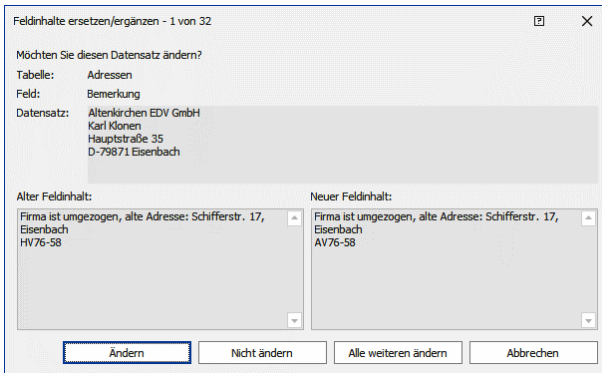 Feldinhalte ersetzen/ergänzen - 1 von 32
Möchten Sie diesen Datensatz ändern?
Tabelle: Adressen
Feld: Bemerkung
Datensatz: Altenkirchen EDV GmbH
Karl Klonen
Hauptstraße 35
D-79871 Eisenbach
Alter Feldinhalt:
Firma ist umgezogen, alte Adresse: Schifferstr. 17,
Eisenbach
HV76-58
Neuer Feldinhalt:
Firma ist umgezogen, alte Adresse: Schifferstr. 17,
Eisenbach
AV76-58
Ändern
Nicht ändern
Alle weiteren ändern
Abbrechen